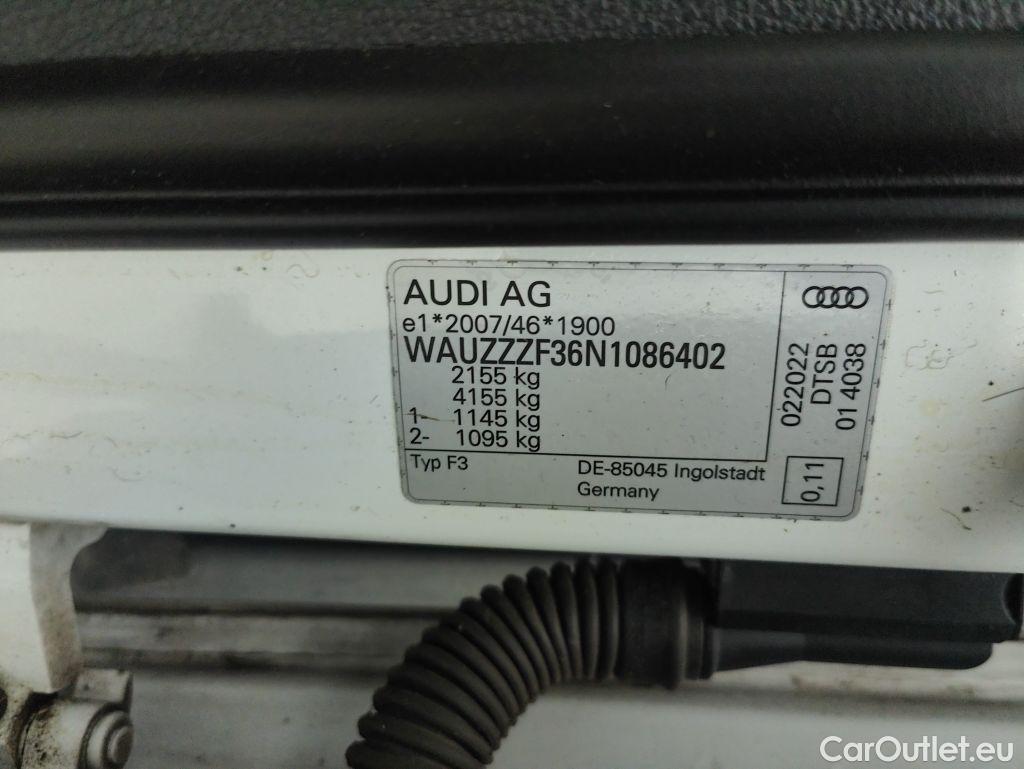 AUDI AG
e1*2007/46*1900
WAUZZZF36N1086402
2155 kg
4155 kg
1- 1145 kg
2- 1095 kg
Typ F3
DE-85045 Ingolstadt
Germany
022022
DTSB
01 4038
0,11
CarOutlet.eu